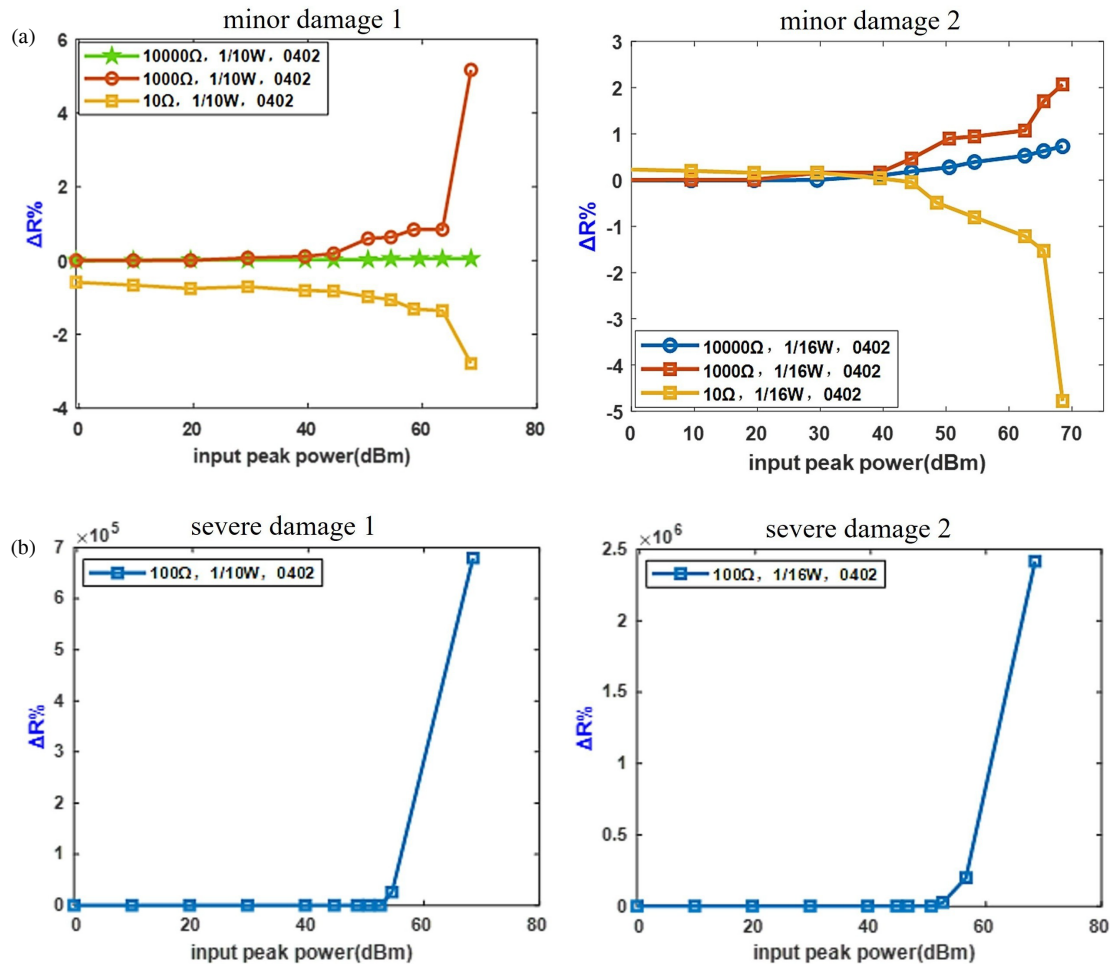 (a)
minor damage 1
6
4
2
0
-2
-4
ΔR%
10000Ω，1/10W，0402
1000Ω，1/10W，0402
10Ω，1/10W，0402
0 20 40 60 80
input peak power(dBm)
minor damage 2
3
2
1
0
-1
-2
-3
-4
-5
ΔR%
10000Ω，1/16W，0402
1000Ω，1/16W，0402
10Ω，1/16W，0402
0 10 20 30 40 50 60 70
input peak power(dBm)
(b)
severe damage 1
×10⁵
7
6
5
4
3
2
1
0
ΔR%
100Ω，1/10W，0402
0 20 40 60 80
input peak power(dBm)
severe damage 2
×10⁶
2.5
2
1.5
1
0.5
0
ΔR%
100Ω，1/16W，0402
0 20 40 60 80
input peak power(dBm)